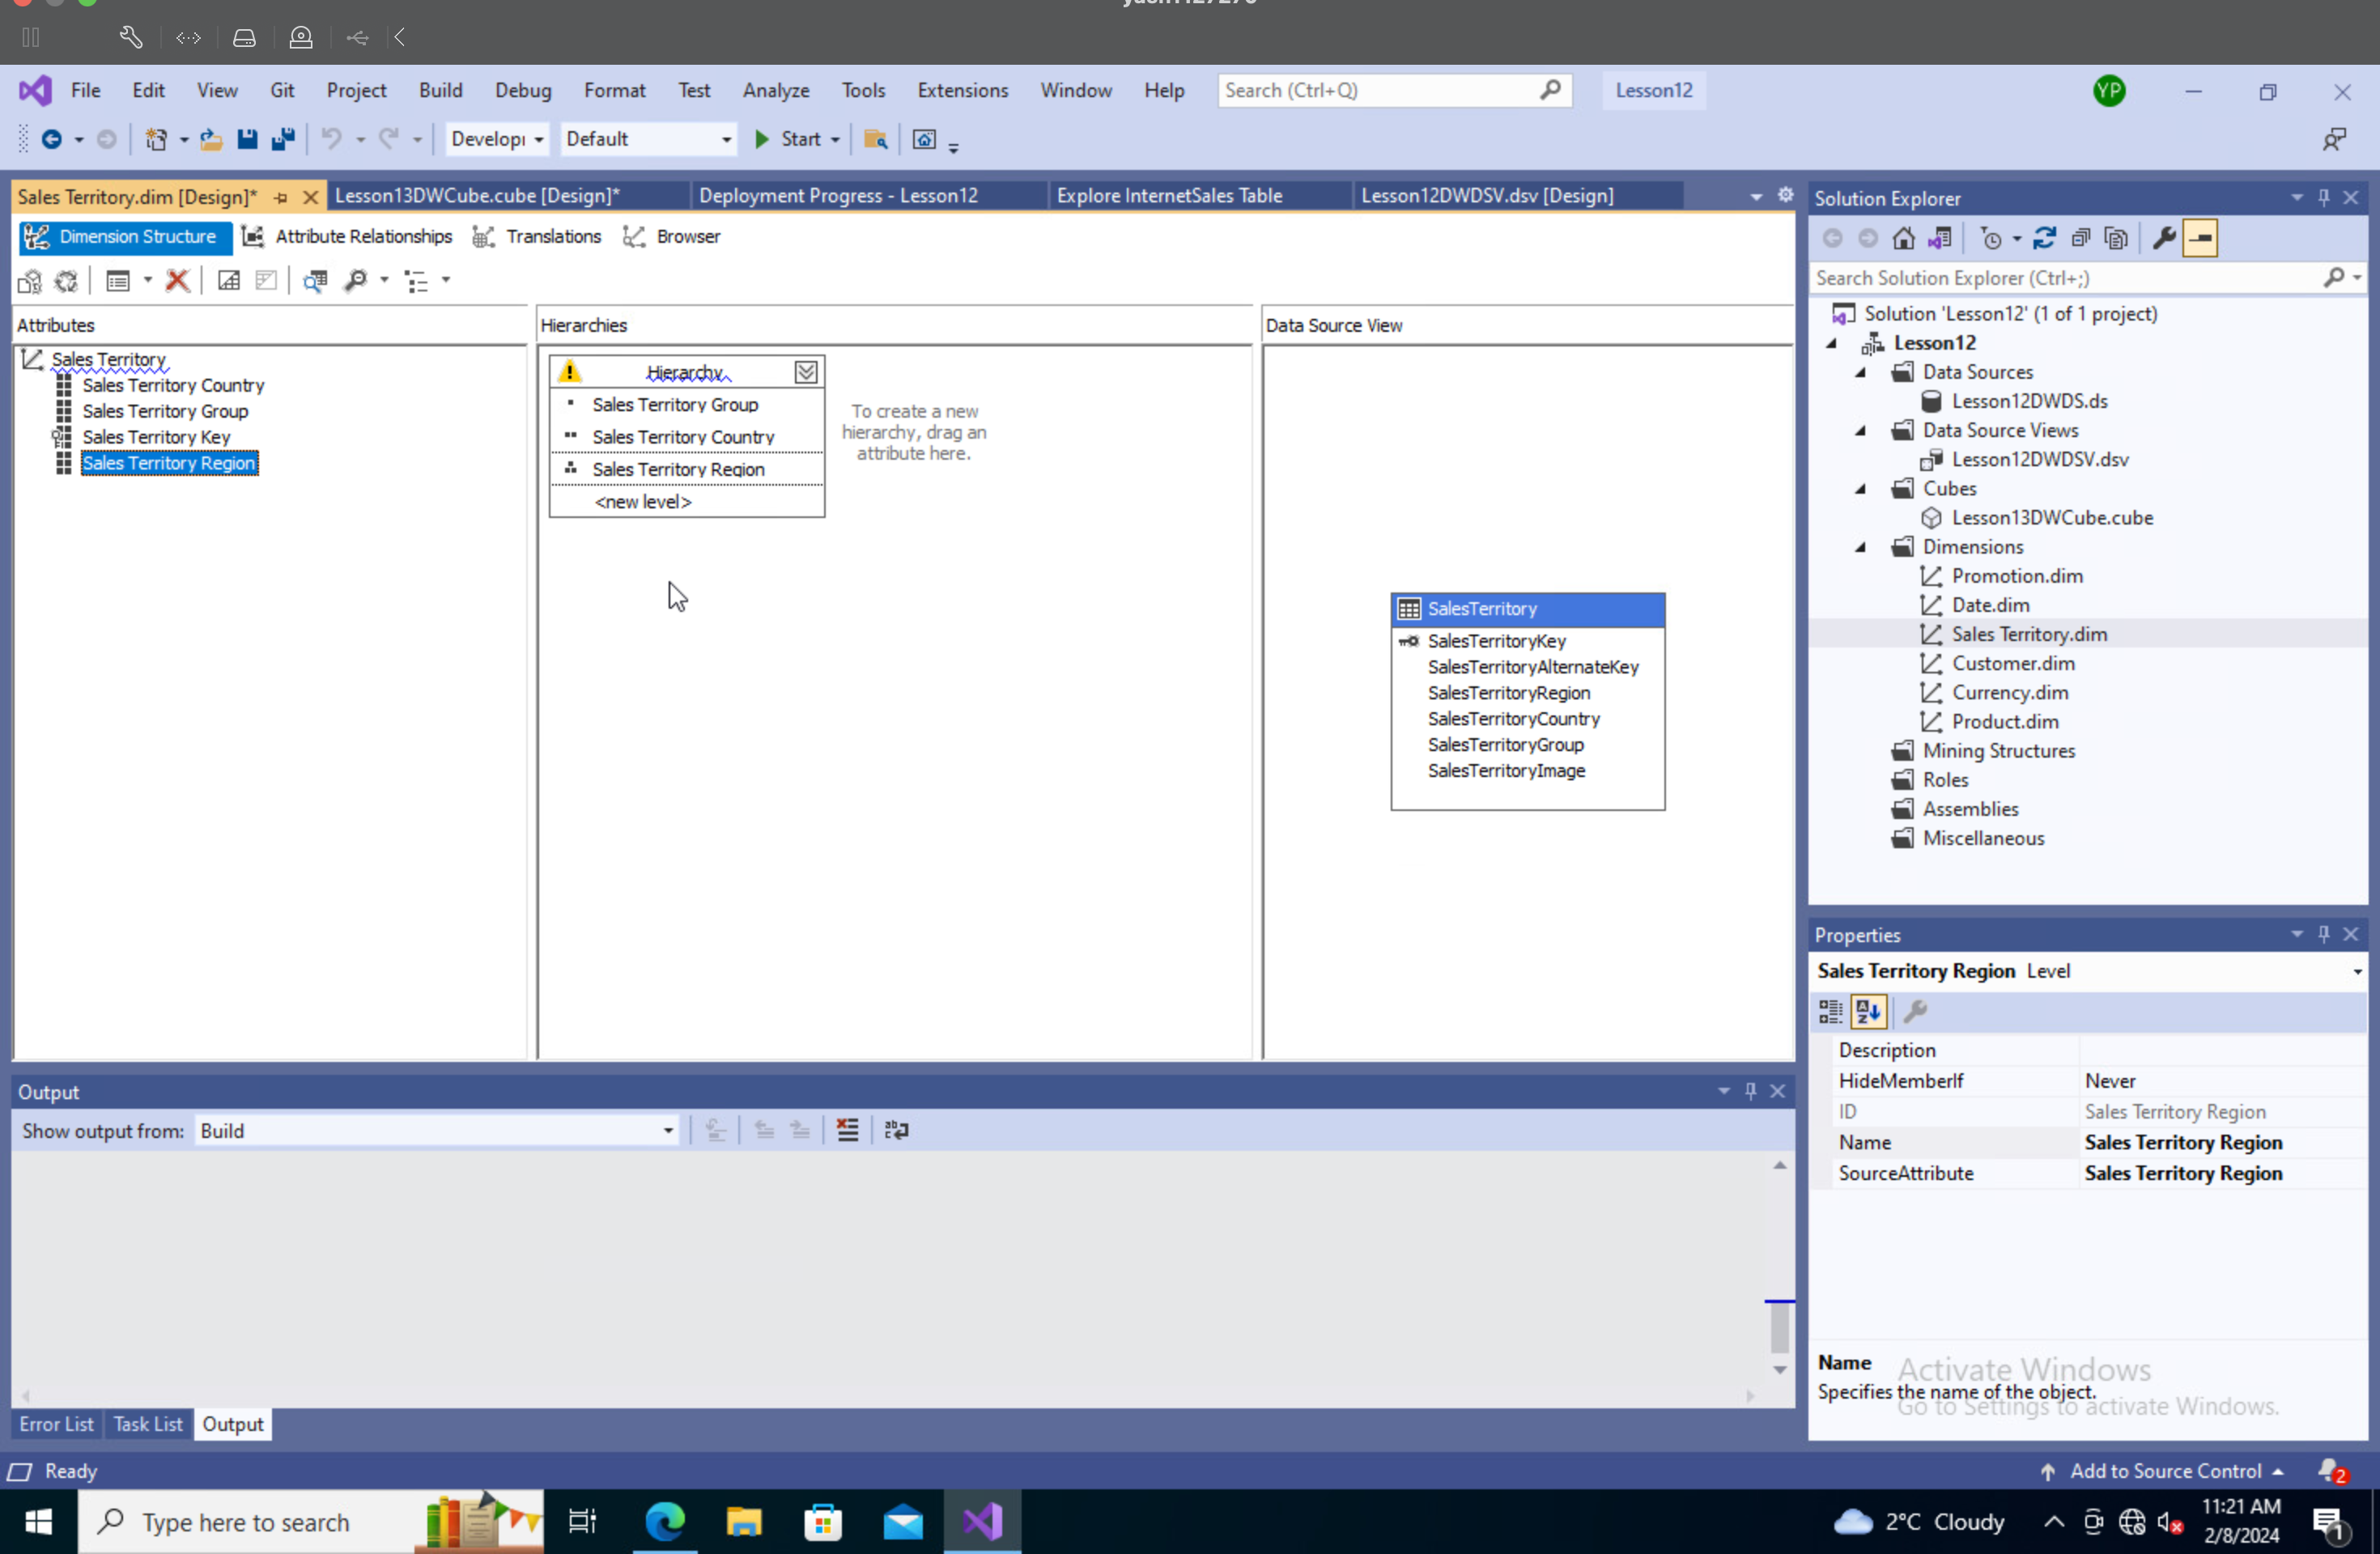 File Edit View Git Project Build Debug Format Test Analyze Tools Extensions Window Help Search (Ctrl+Q) Lesson12 YP
Develop Default Start
Sales Territory.dim [Design]* Lesson13DWCube.cube [Design]* Deployment Progress - Lesson12 Explore InternetSales Table Lesson12DWDSV.dsv [Design]
Dimension Structure Attribute Relationships Translations Browser
Attributes
Sales Territory
Sales Territory Country
Sales Territory Group
Sales Territory Key
Sales Territory Region
Hierarchies
Hierarchy
Sales Territory Group
Sales Territory Country
Sales Territory Region
<new level>
To create a new
hierarchy, drag an
attribute here.
Data Source View
SalesTerritory
SalesTerritoryKey
SalesTerritoryAlternateKey
SalesTerritoryRegion
SalesTerritoryCountry
SalesTerritoryGroup
SalesTerritoryImage
Solution Explorer
Search Solution Explorer (Ctrl+;)
Solution 'Lesson12' (1 of 1 project)
Lesson12
Data Sources
Lesson12DWDS.ds
Data Source Views
Lesson12DWDSV.dsv
Cubes
Lesson13DWCube.cube
Dimensions
Promotion.dim
Date.dim
Sales Territory.dim
Customer.dim
Currency.dim
Product.dim
Mining Structures
Roles
Assemblies
Miscellaneous
Properties
Sales Territory Region Level
Description
HideMemberIf Never
ID Sales Territory Region
Name Sales Territory Region
SourceAttribute Sales Territory Region
Name
Specifies the name of the object.
Activate Windows
Go to Settings to activate Windows.
Output
Show output from: Build
Error List Task List Output
Ready Add to Source Control 2
Type here to search 2°C Cloudy 11:21 AM
2/8/2024 1